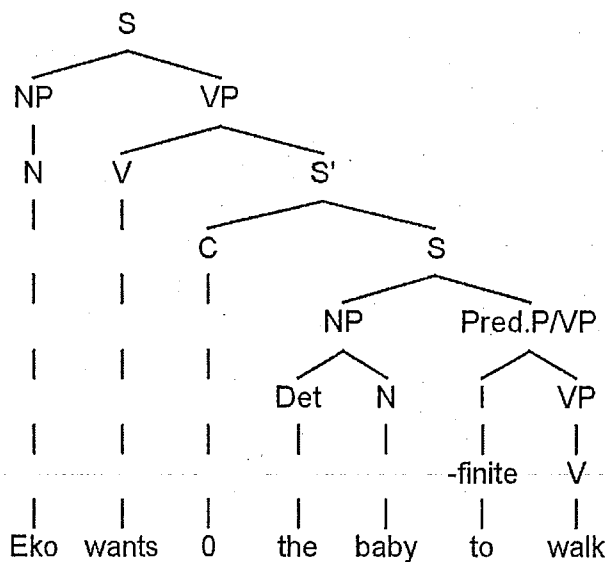 S
NP VP
N V S'
C S
NP Pred.P/VP
Det N I VP
-finite V
Eko wants 0 the baby to walk